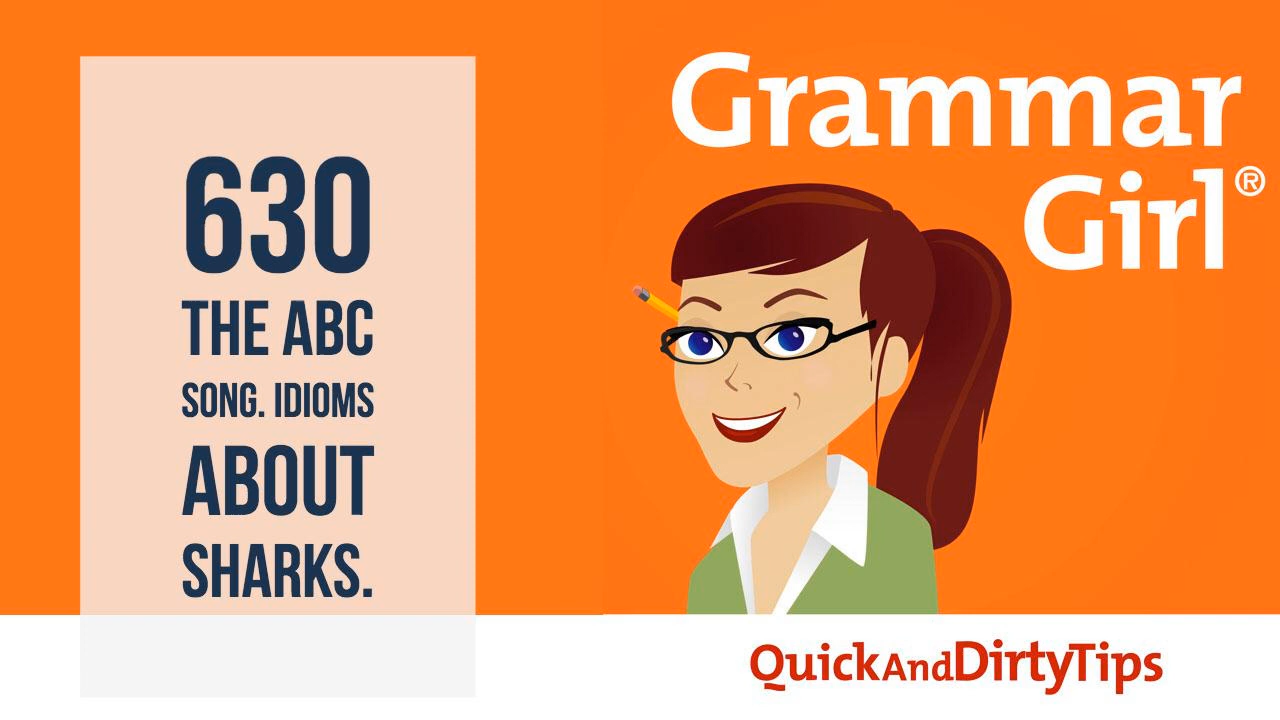 630
THE ABC
SONG. IDIOMS
ABOUT
SHARKS.
Grammar
Girl®
QuickAndDirtyTips